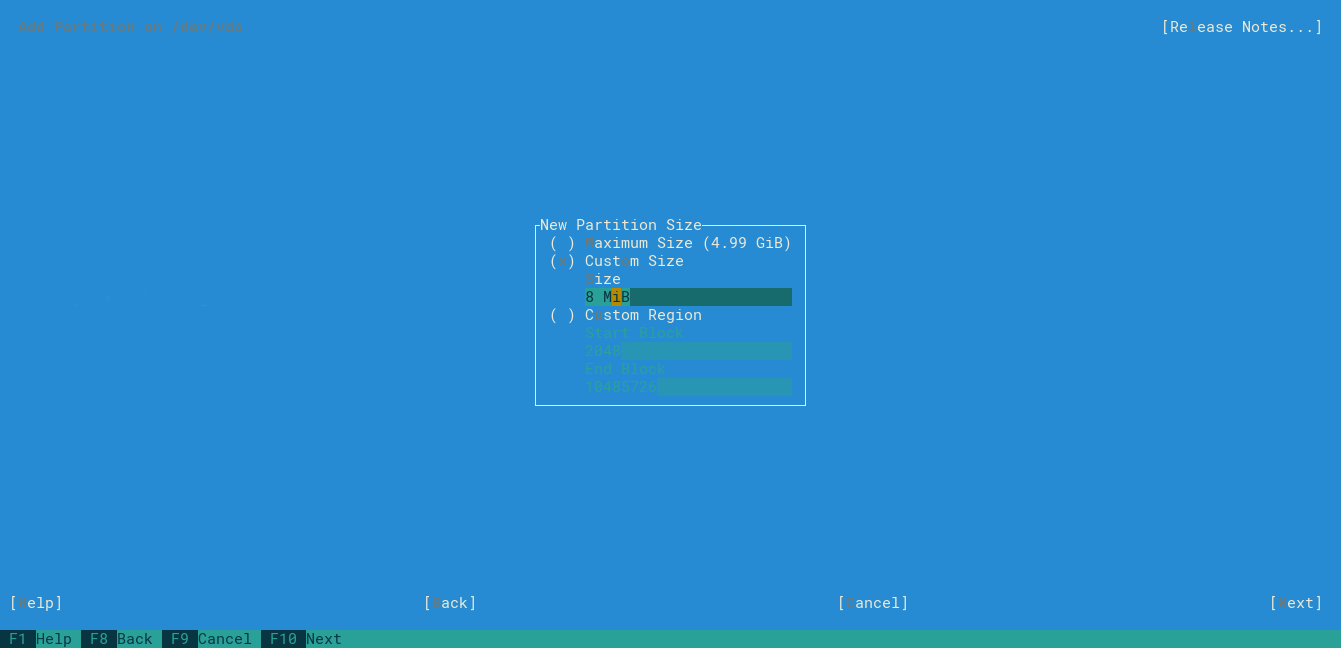 Add Partition on /dev/vdb [Release Notes...]
New Partition Size
( ) Maximum Size (4.99 GiB)
(x) Custom Size
Size
8 MiB
( ) Custom Region
Start Block
2048
End Block
10485716
[Help] [Back] [Cancel] [Next]
F1 Help F8 Back F9 Cancel F10 Next